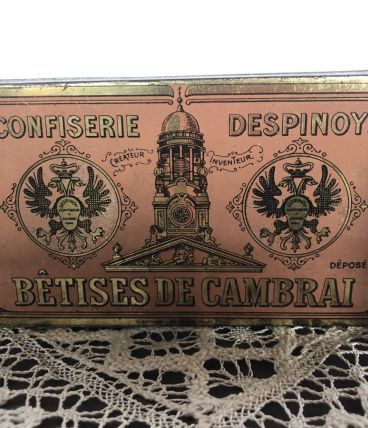 CONFISERIE DESPINOY
CRÉATEUR INVENTEUR
DÉPOSÉ
BÊTISES DE CAMBRAI